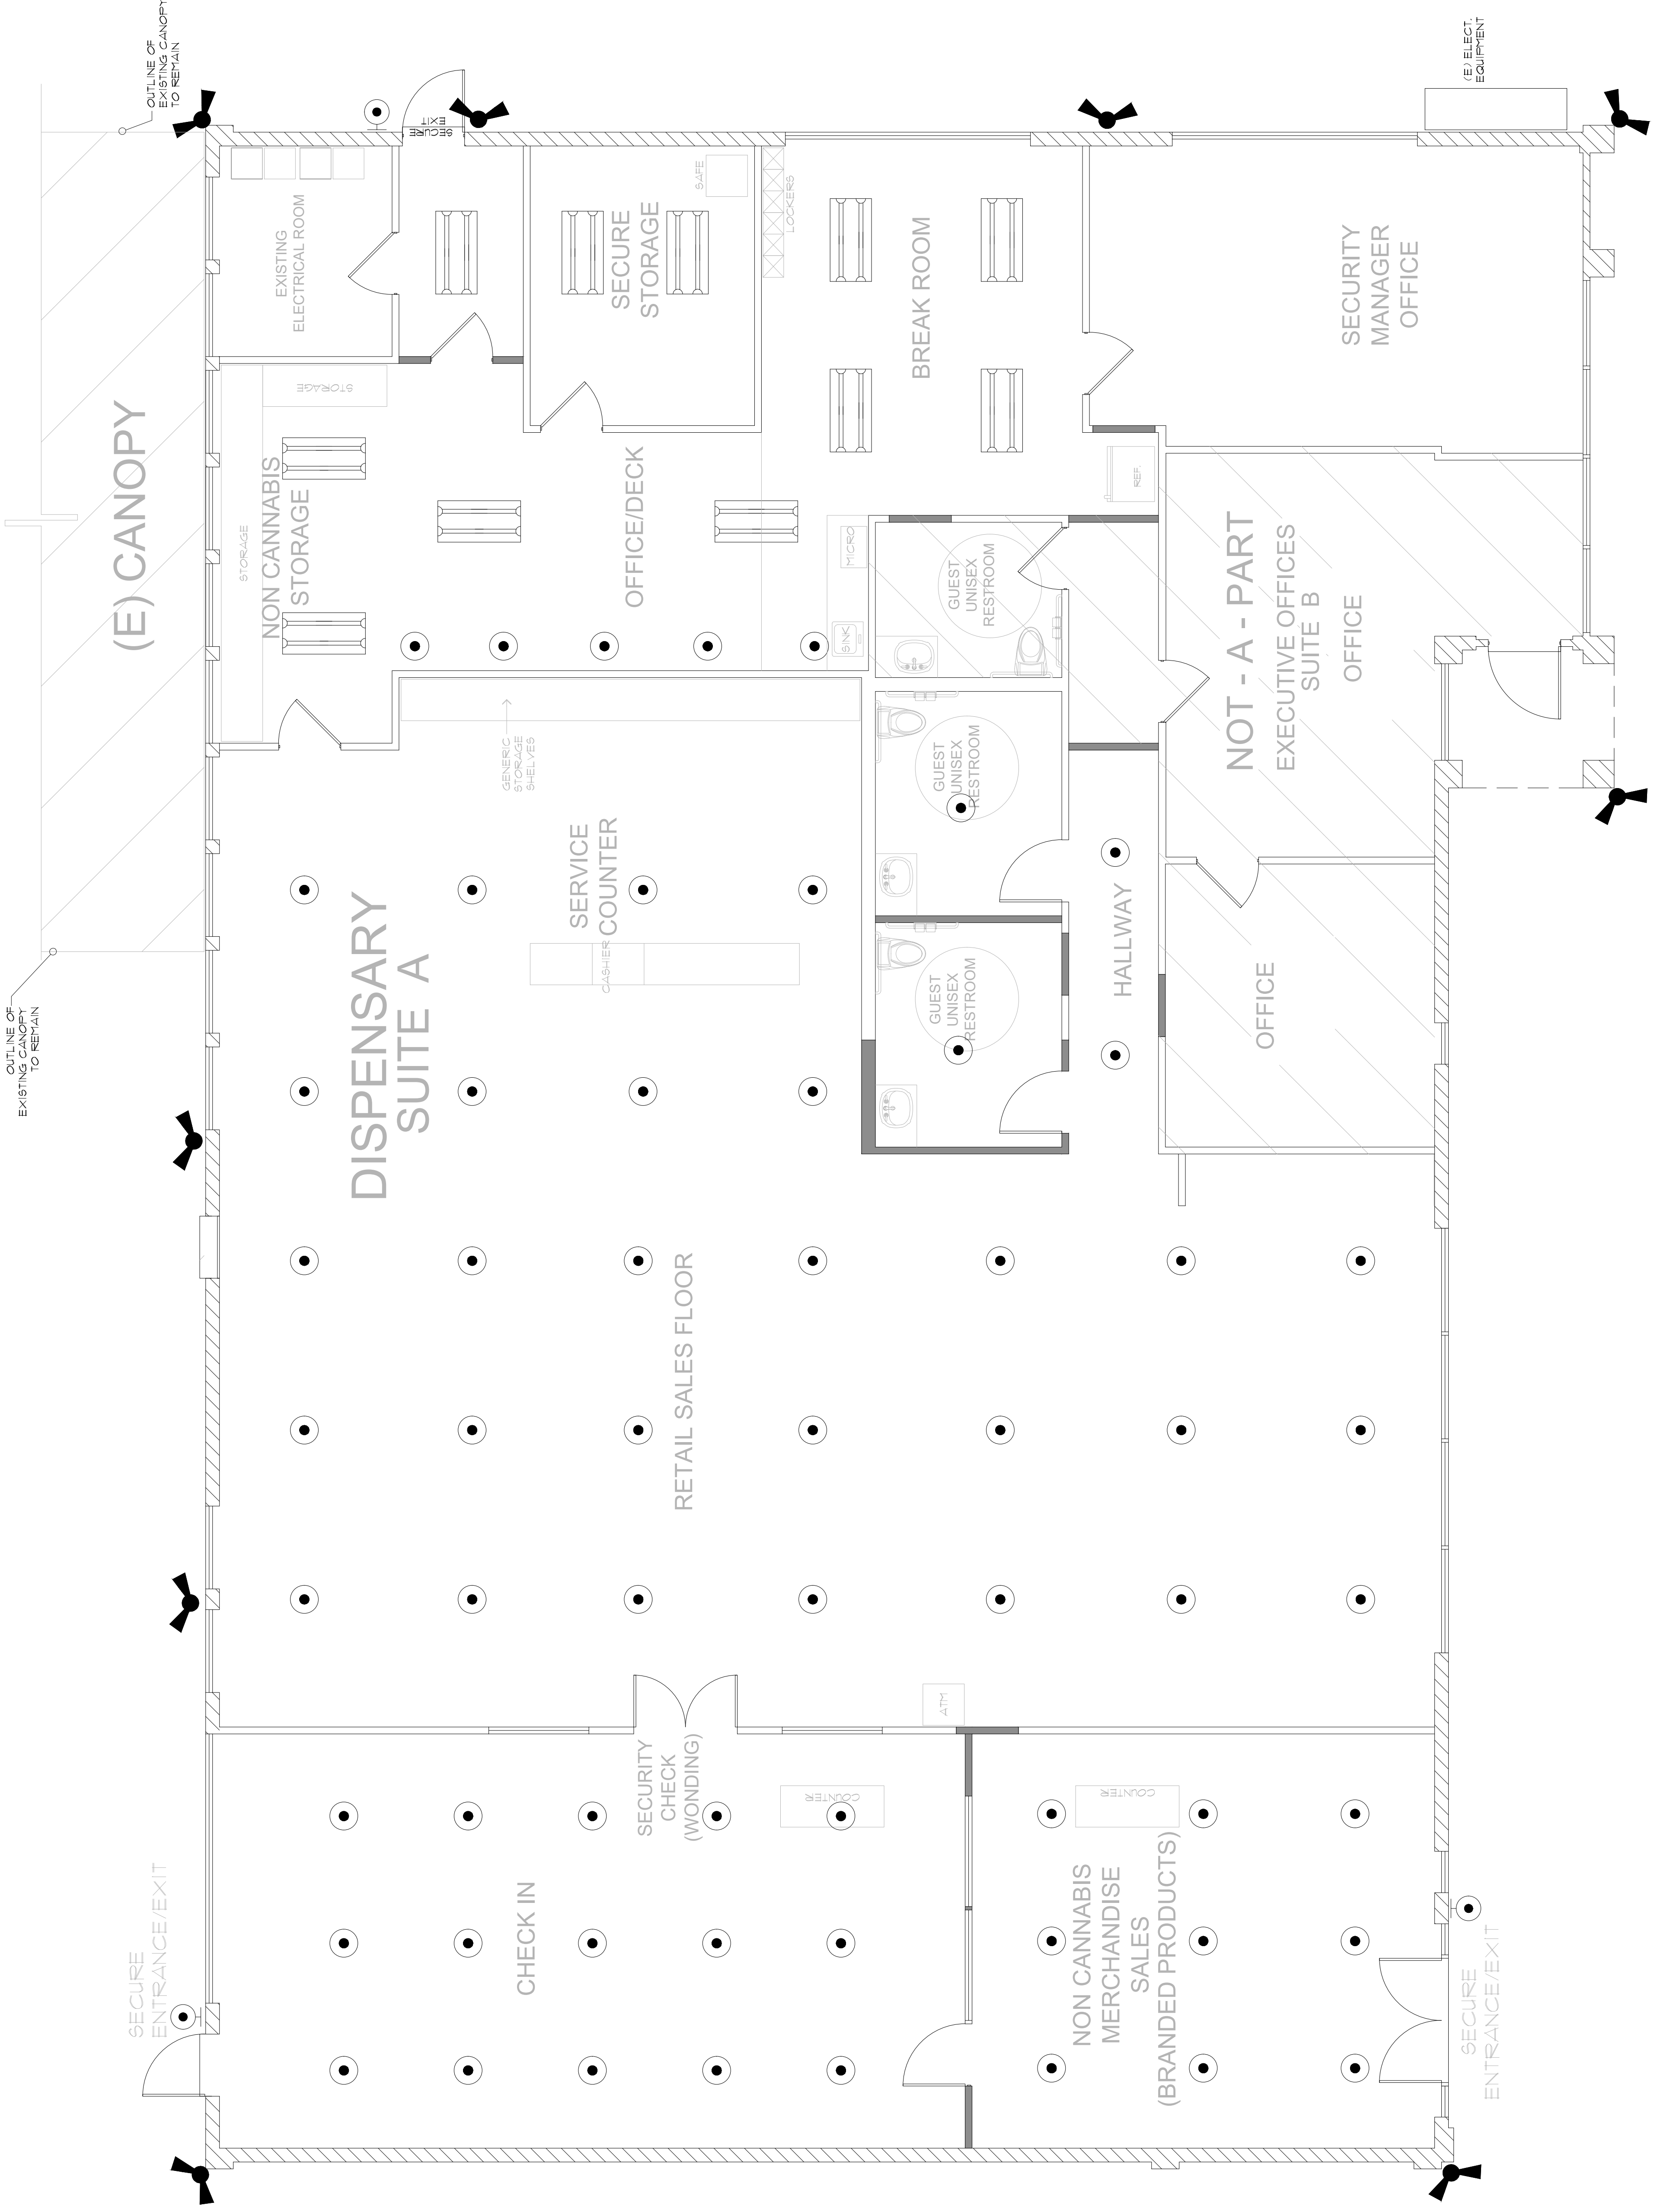 OUTLINE OF
EXISTING CANOPY
TO REMAIN
(E) ELECT.
EQUIPMENT
SECURE
EXIT
EXISTING
ELECTRICAL ROOM
SECURE
STORAGE
SAFE
LOCKERS
BREAK ROOM
SECURITY
MANAGER
OFFICE
(E) CANOPY
STORAGE
STORAGE
NON CANNABIS
STORAGE
OFFICE/DECK
MICRO
SINK
REF.
GUEST
UNISEX
RESTROOM
NOT - A - PART
EXECUTIVE OFFICES
SUITE B
OFFICE
GENERIC
STORAGE
SHELVES
GUEST
UNISEX
RESTROOM
SERVICE
COUNTER
CASHIER
DISPENSARY
SUITE A
GUEST
UNISEX
RESTROOM
HALLWAY
OFFICE
OUTLINE OF
EXISTING CANOPY
TO REMAIN
RETAIL SALES FLOOR
ATM
SECURITY
CHECK
(WONDING)
COUNTER
COUNTER
CHECK IN
NON CANNABIS
MERCHANDISE
SALES
(BRANDED PRODUCTS)
SECURE
ENTRANCE/EXIT
SECURE
ENTRANCE/EXIT